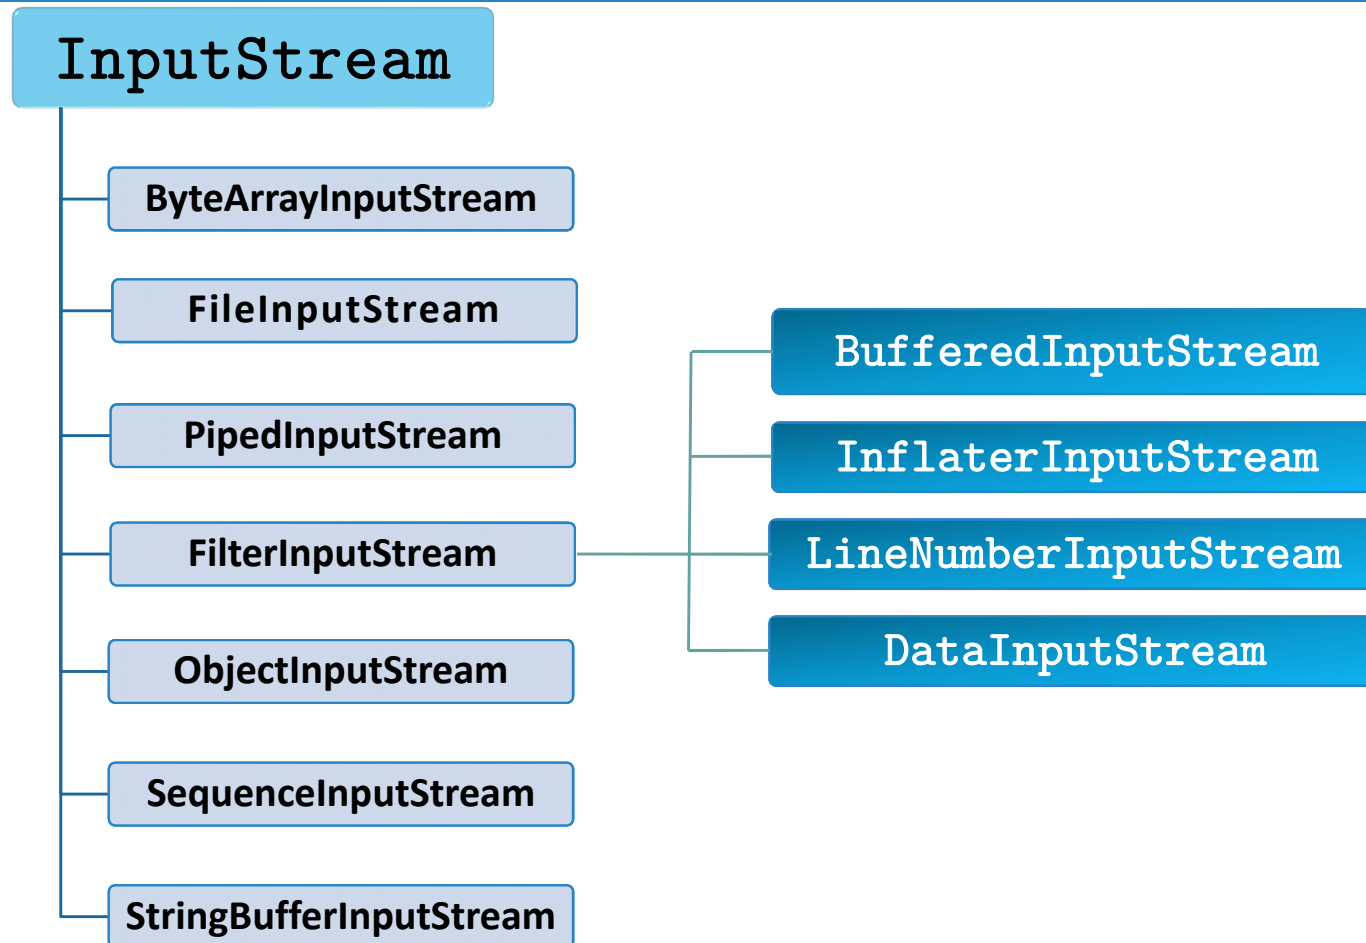 InputStream
ByteArrayInputStream
FileInputStream
PipedInputStream
FilterInputStream
ObjectInputStream
SequenceInputStream
StringBufferInputStream
BufferedInputStream
InflaterInputStream
LineNumberInputStream
DataInputStream